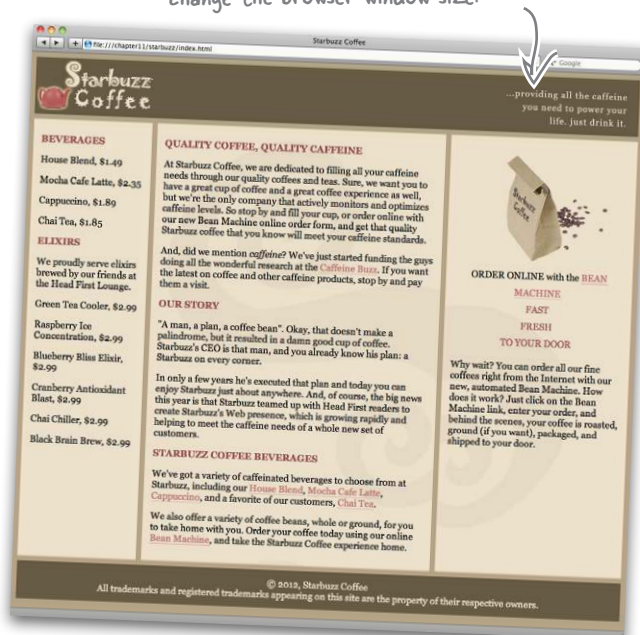 change the browser window size.
Starbuzz Coffee
file:///chapter11/starbuzz/index.html
Google
Starbuzz
Coffee
...providing all the caffeine
you need to power your
life. just drink it.
BEVERAGES
House Blend, $1.49
Mocha Cafe Latte, $2.35
Cappuccino, $1.89
Chai Tea, $1.85
ELIXIRS
We proudly serve elixirs
brewed by our friends at
the Head First Lounge.
Green Tea Cooler, $2.99
Raspberry Ice
Concentration, $2.99
Blueberry Bliss Elixir,
$2.99
Cranberry Antioxidant
Blast, $2.99
Chai Chiller, $2.99
Black Brain Brew, $2.99
QUALITY COFFEE, QUALITY CAFFEINE
At Starbuzz Coffee, we are dedicated to filling all your caffeine
needs through our quality coffees and teas. Sure, we want you to
have a great cup of coffee and a great coffee experience as well,
but we're the only company that actively monitors and optimizes
caffeine levels. So stop by and fill your cup, or order online with
our new Bean Machine online order form, and get that quality
Starbuzz coffee that you know will meet your caffeine standards.
And, did we mention caffeine? We've just started funding the guys
doing all the wonderful research at the Caffeine Buzz. If you want
the latest on coffee and other caffeine products, stop by and pay
them a visit.
OUR STORY
"A man, a plan, a coffee bean". Okay, that doesn't make a
palindrome, but it resulted in a damn good cup of coffee.
Starbuzz's CEO is that man, and you already know his plan: a
Starbuzz on every corner.
In only a few years he's executed that plan and today you can
enjoy Starbuzz just about anywhere. And, of course, the big news
this year is that Starbuzz teamed up with Head First readers to
create Starbuzz's Web presence, which is growing rapidly and
helping to meet the caffeine needs of a whole new set of
customers.
STARBUZZ COFFEE BEVERAGES
We've got a variety of caffeinated beverages to choose from at
Starbuzz, including our House Blend, Mocha Cafe Latte,
Cappuccino, and a favorite of our customers, Chai Tea.
We also offer a variety of coffee beans, whole or ground, for you
to take home with you. Order your coffee today using our online
Bean Machine, and take the Starbuzz Coffee experience home.
Starbuzz
Coffee
ORDER ONLINE with the BEAN
MACHINE
FAST
FRESH
TO YOUR DOOR
Why wait? You can order all our fine
coffees right from the Internet with our
new, automated Bean Machine. How
does it work? Just click on the Bean
Machine link, enter your order, and
behind the scenes, your coffee is roasted,
ground (if you want), packaged, and
shipped to your door.
© 2012, Starbuzz Coffee
All trademarks and registered trademarks appearing on this site are the property of their respective owners.